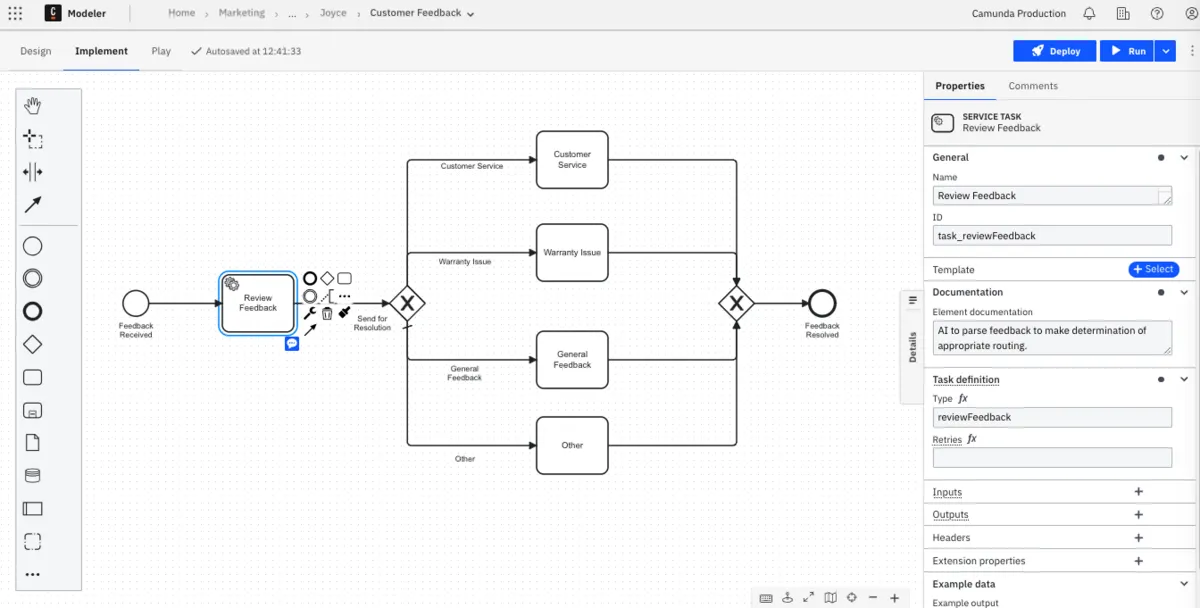 C Modeler
Home
Marketing
...
Joyce
Customer Feedback
Camunda Production
Design
Implement
Play
Autosaved at 12:41:33
Deploy
Run
Customer Service
Customer
Service
Warranty Issue
Warranty Issue
Review
Feedback
Feedback
Received
Send for
Resolution
X
X
Feedback
Resolved
General
Feedback
General
Feedback
Other
Other
Details
Properties
Comments
SERVICE TASK
Review Feedback
General
Name
Review Feedback
ID
task_reviewFeedback
Template
+ Select
Documentation
Element documentation
AI to parse feedback to make determination of
appropriate routing.
Task definition
Type fx
reviewFeedback
Retries fx
Inputs
Outputs
Headers
Extension properties
Example data
Example output